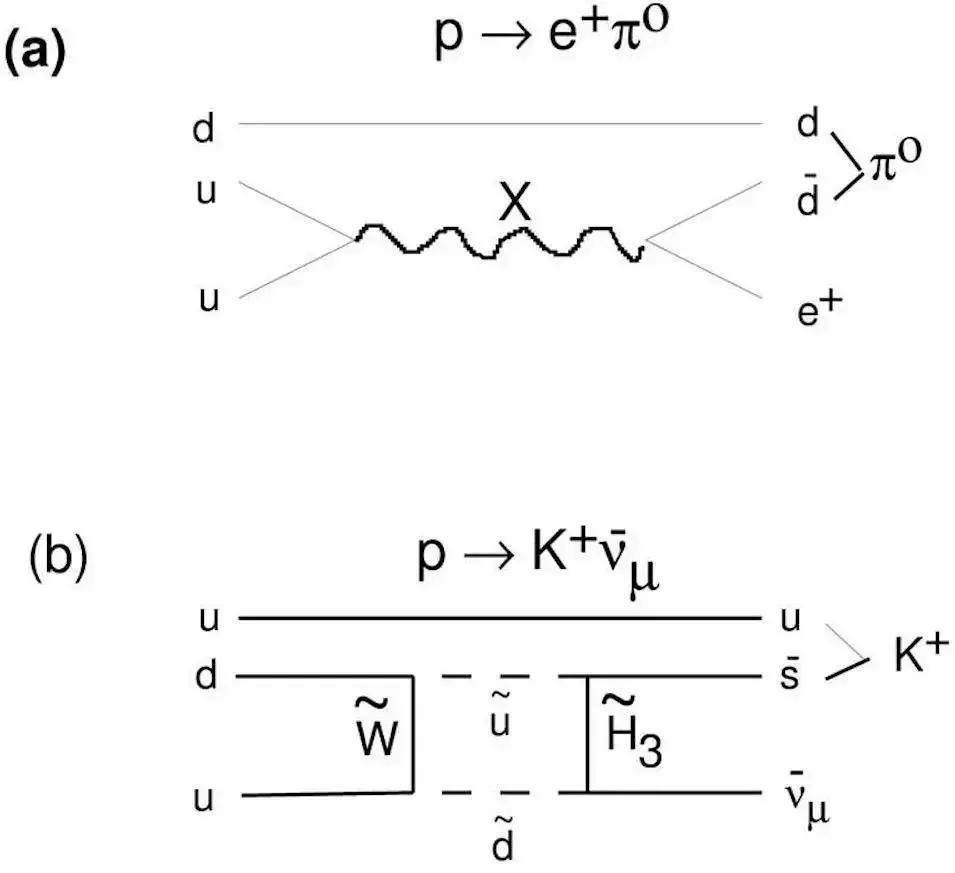 (a)
p → e⁺π⁰
d d
u X d̄ π⁰
u e⁺
(b)
p → K⁺ν̄μ
u u
d s̄ K⁺
W̃ ũ H̃₃
u d̃ ν̄μ